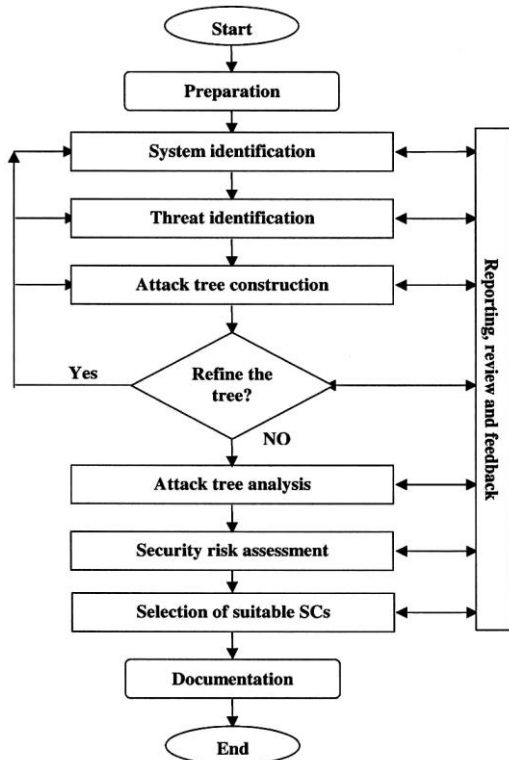 Start
Preparation
System identification
Threat identification
Attack tree construction
Refine the
tree?
Yes
NO
Attack tree analysis
Security risk assessment
Selection of suitable SCs
Documentation
End
Reporting, review and feedback